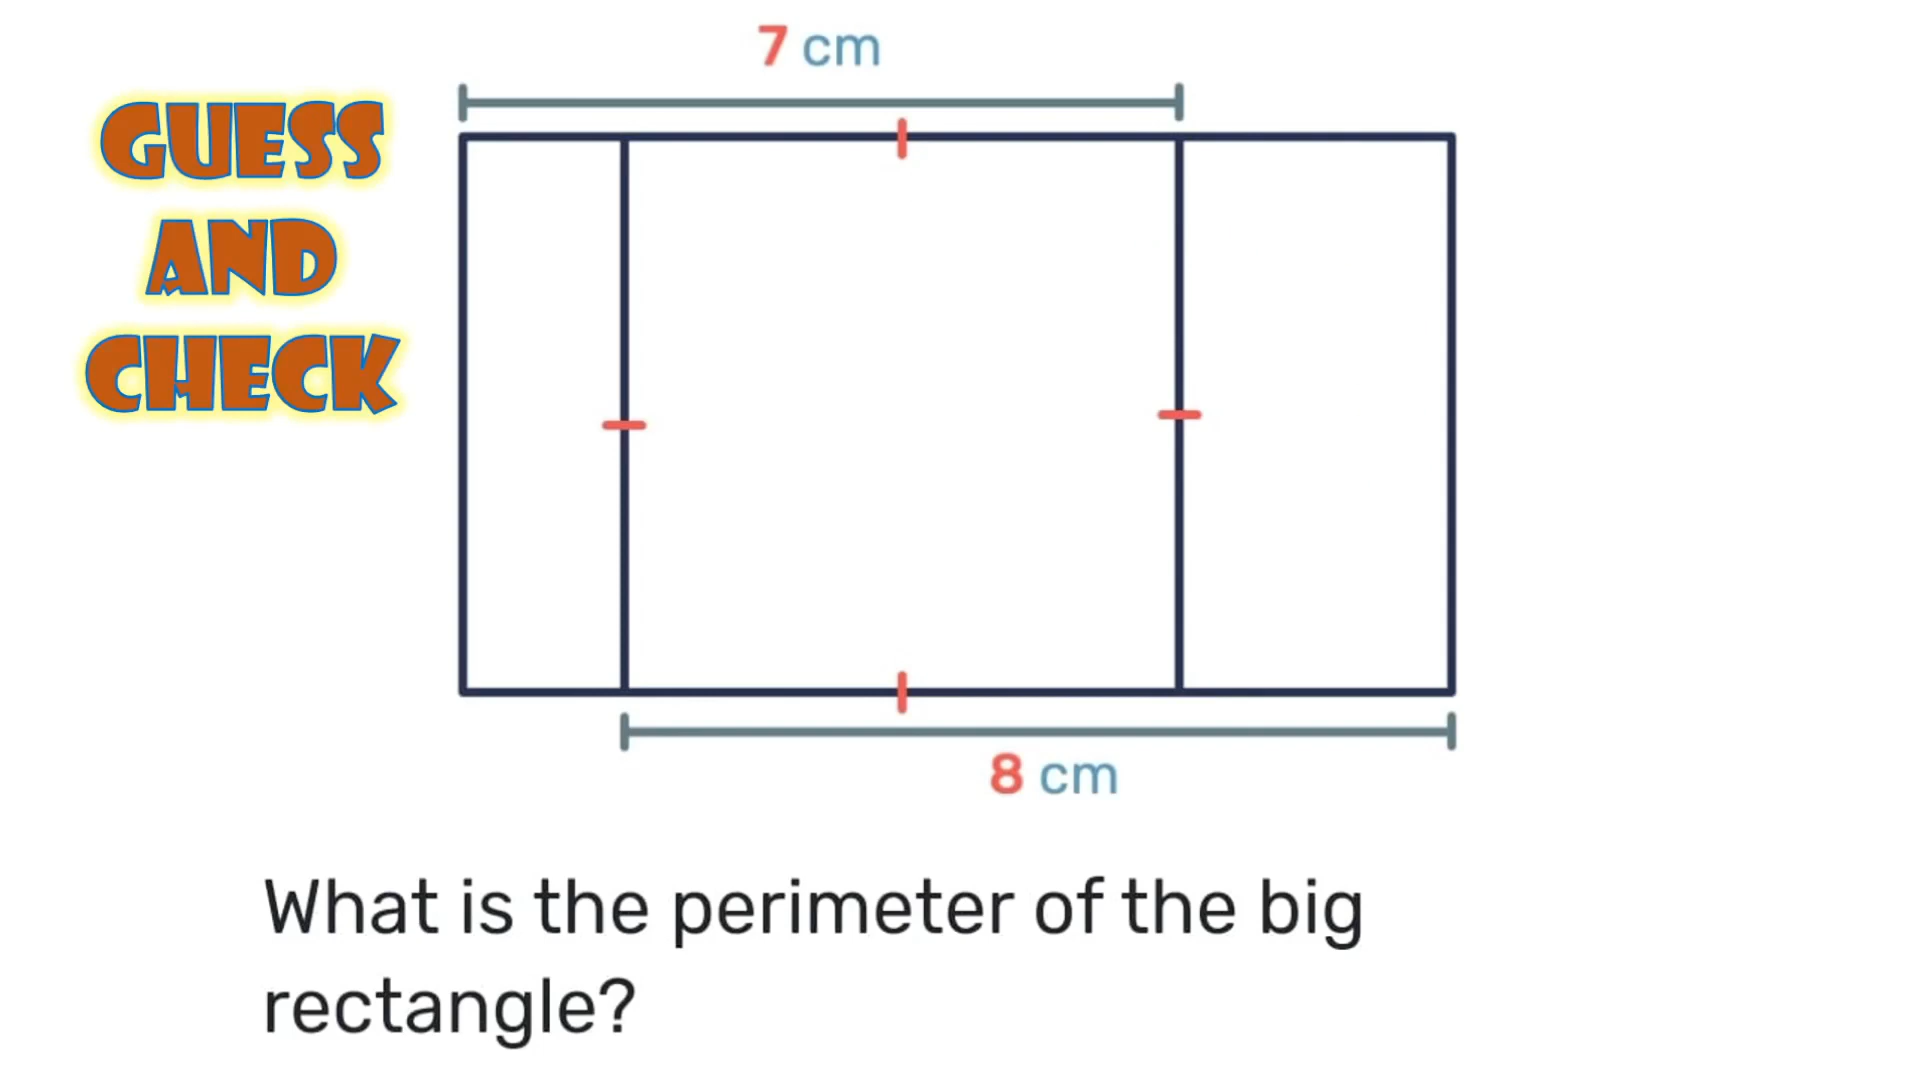 7 cm
GUESS
AND
CHECK
8 cm
What is the perimeter of the big
rectangle?